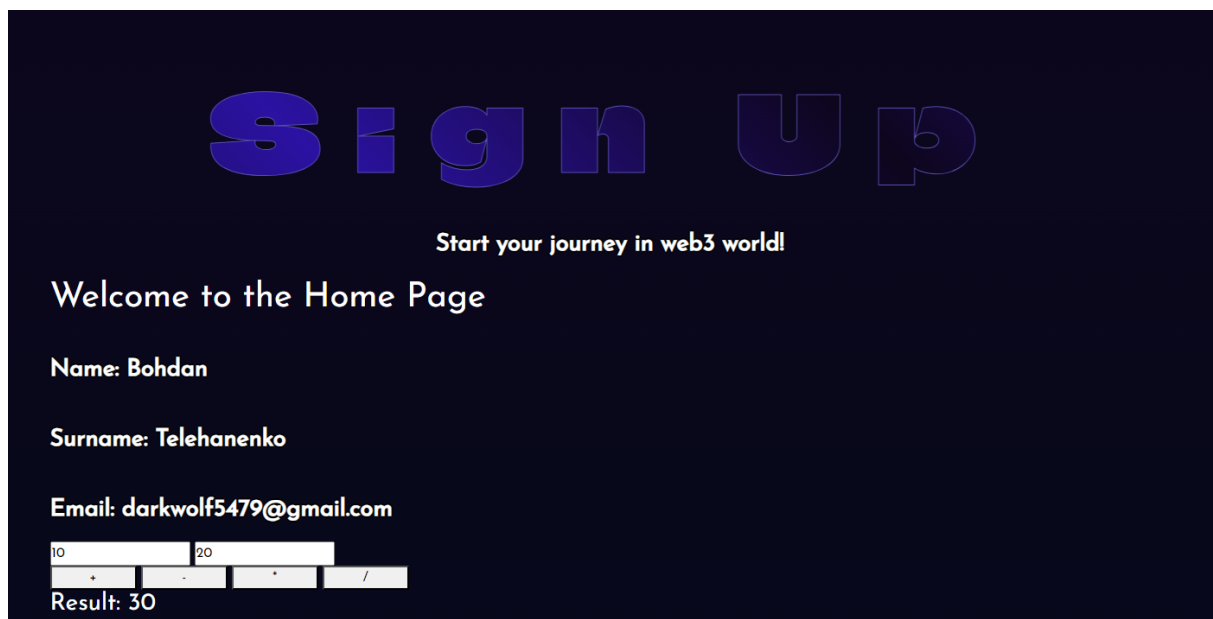 Sign Up
Start your journey in web3 world!
Welcome to the Home Page
Name: Bohdan
Surname: Telehanenko
Email: darkwolf5479@gmail.com
10 20
+ - * /
Result: 30